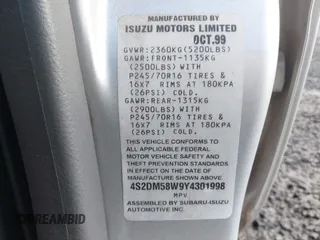 MANUFACTURED BY
ISUZU MOTORS LIMITED
OCT.99
GVWR:2360KG(5200LBS)
GAWR:FRONT-1135KG
(2500LBS)WITH
P245/70R16 TIRES &
16X7 RIMS AT 180KPA
(26PSI) COLD.
GAWR:REAR-1315KG
(2900LBS)WITH
P245/70R16 TIRES &
16X7 RIMS AT 180KPA
(26PSI) COLD.
THIS VEHICLE CONFORMS TO
ALL APPLICABLE FEDERAL
MOTOR VEHICLE SAFETY AND
THEFT PREVENTION STANDARDS
IN EFFECT ON THE DATE OF
MANUFACTURE SHOWN ABOVE.
4S2DM58W9Y4301998
MPV
ASSEMBLED BY SUBARU-ISUZU
AUTOMOTIVE INC.
DREAMBID